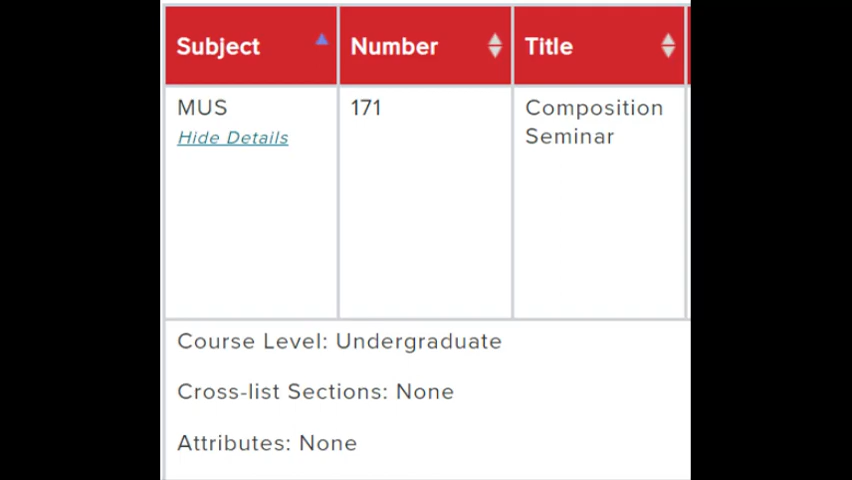 Subject Number Title
MUS 171 Composition
Hide Details Seminar
Course Level: Undergraduate
Cross-list Sections: None
Attributes: None